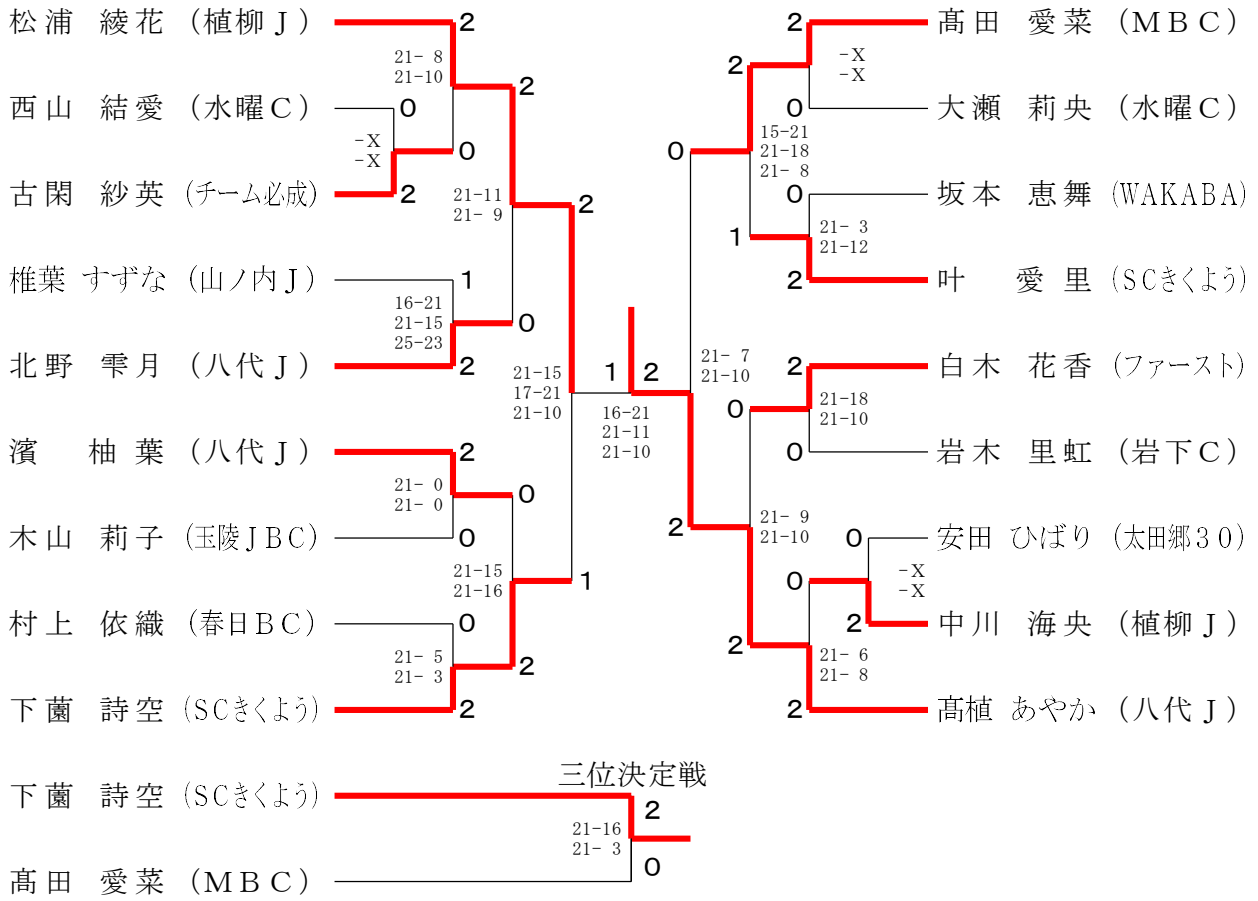 松浦 綾花 (植柳J)
2
21- 8
21-10
2
西山 結愛 (水曜C)
0
-X
-X
0
古閑 紗英 (チーム必成)
2
21-11
21- 9
2
椎葉 すずな (山ノ内J)
1
16-21
21-15
25-23
0
北野 雫月 (八代J)
2
21-15
17-21
21-10
濱 柚葉 (八代J)
2
21- 0
21- 0
0
木山 莉子 (玉陵JBC)
0
21-15
21-16
1
村上 依織 (春日BC)
0
21- 5
21- 3
2
下薗 詩空 (SCきくよう)
2
1 2
16-21
21-11
21-10
2 髙田 愛菜 (MBC)
-X
-X
2
0 大瀬 莉央 (水曜C)
15-21
21-18
21- 8
0
0 坂本 恵舞 (WAKABA)
21- 3
21-12
1
2 叶 愛里 (SCきくよう)
21- 7
21-10
2 白木 花香 (ファースト)
21-18
21-10
0
0 岩木 里虹 (岩下C)
21- 9
21-10
2
0 安田 ひばり (太田郷30)
-X
-X
0
2 中川 海央 (植柳J)
21- 6
21- 8
2
2 髙植 あやか (八代J)
三位決定戦
下薗 詩空 (SCきくよう)
2
21-16
21- 3
0
髙田 愛菜 (MBC)